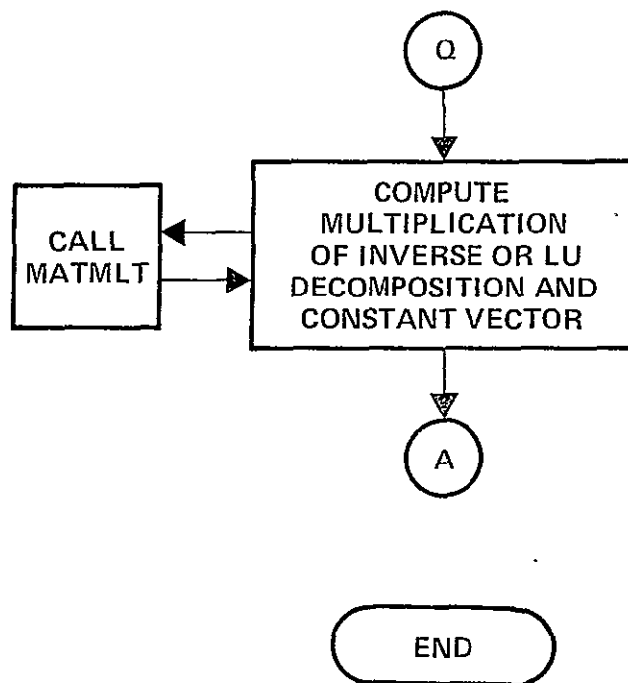 Q
CALL
MATMLT
COMPUTE
MULTIPLICATION
OF INVERSE OR LU
DECOMPOSITION AND
CONSTANT VECTOR
A
END